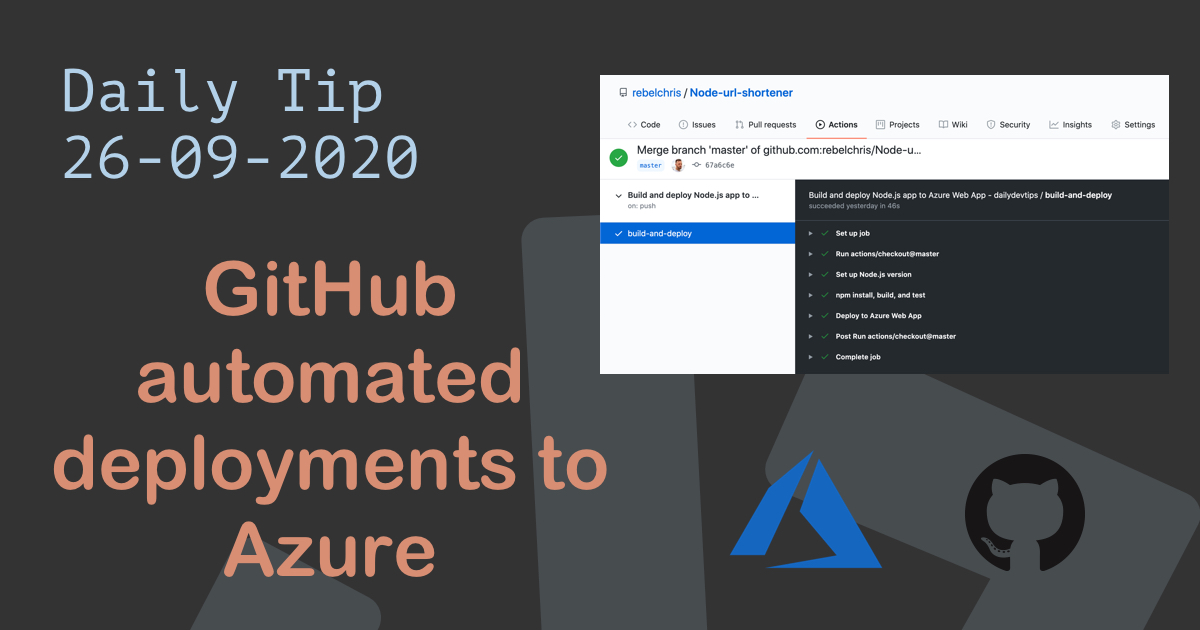 Daily Tip
26-09-2020
GitHub
automated
deployments to
Azure
rebelchris / Node-url-shortener
Code Issues Pull requests Actions Projects Wiki Security Insights Settings
Merge branch 'master' of github.com:rebelchris/Node-u...
master 67a6c6e
Build and deploy Node.js app to ...
on: push
build-and-deploy
Build and deploy Node.js app to Azure Web App - dailydevtips / build-and-deploy
succeeded yesterday in 46s
Set up job
Run actions/checkout@master
Set up Node.js version
npm install, build, and test
Deploy to Azure Web App
Post Run actions/checkout@master
Complete job